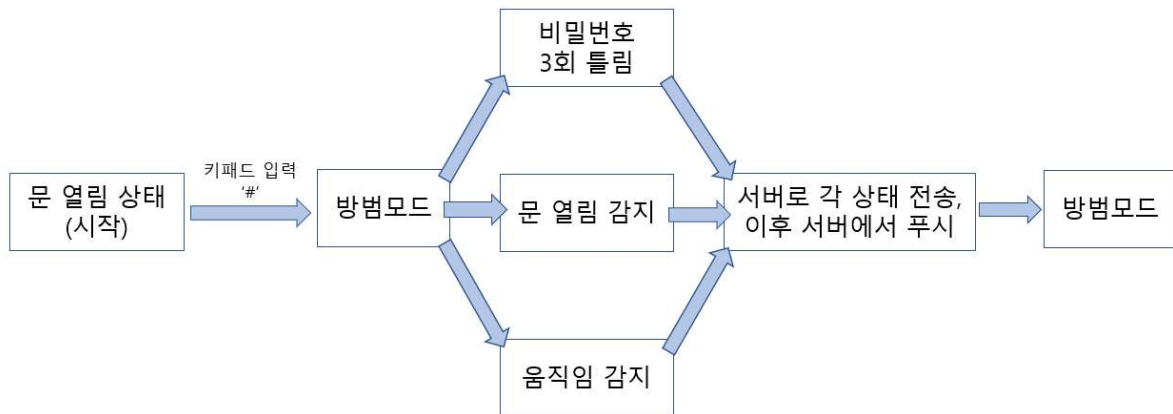 문 열림 상태
(시작)
키패드 입력
‘#’
방범모드
비밀번호
3회 틀림
문 열림 감지
움직임 감지
서버로 각 상태 전송,
이후 서버에서 푸시
방범모드